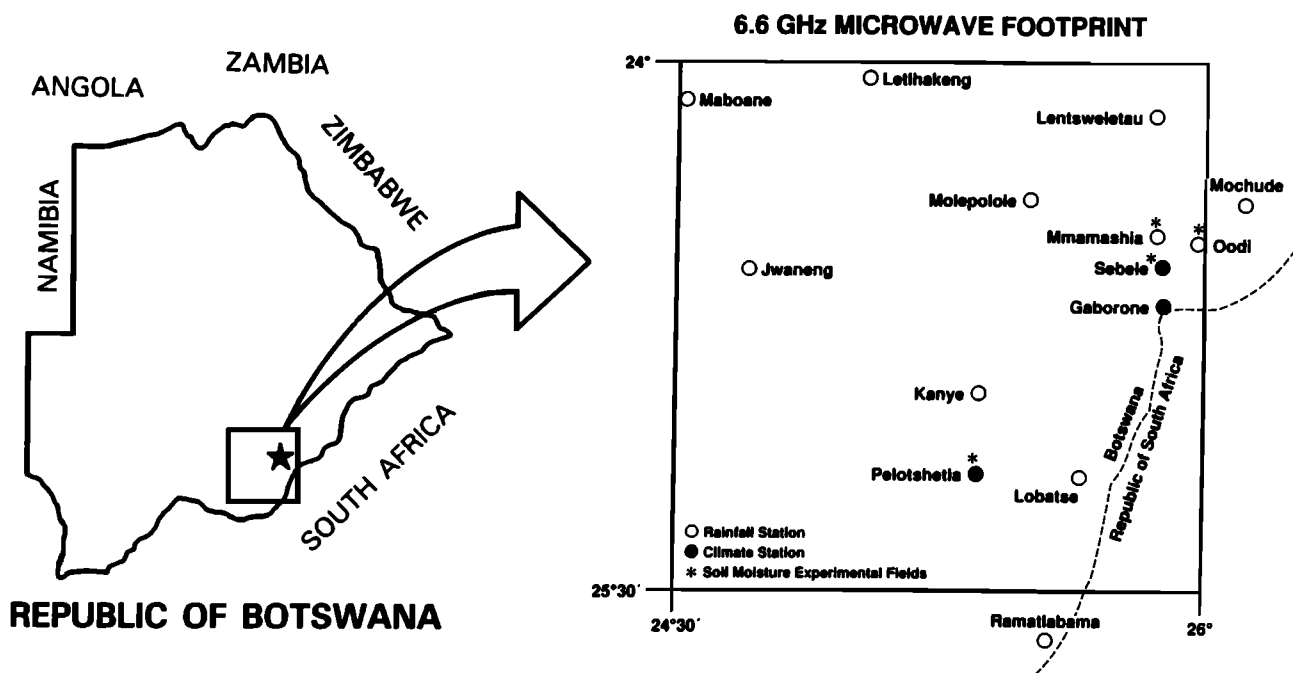 ANGOLA
ZAMBIA
ZIMBABWE
NAMIBIA
SOUTH AFRICA
REPUBLIC OF BOTSWANA
6.6 GHz MICROWAVE FOOTPRINT
24°
Letlhakeng
Maboane
Lentsweletau
Mochude
Molepolole
Mmamashia
*
*
Oodi
Jwaneng
Sebele
*
Gaborone
Kanye
Botswana
Republic of South Africa
*
Pelotshetla
Lobatse
Rainfall Station
Climate Station
* Soil Moisture Experimental Fields
25°30′
24°30′
26°
Ramatlabama